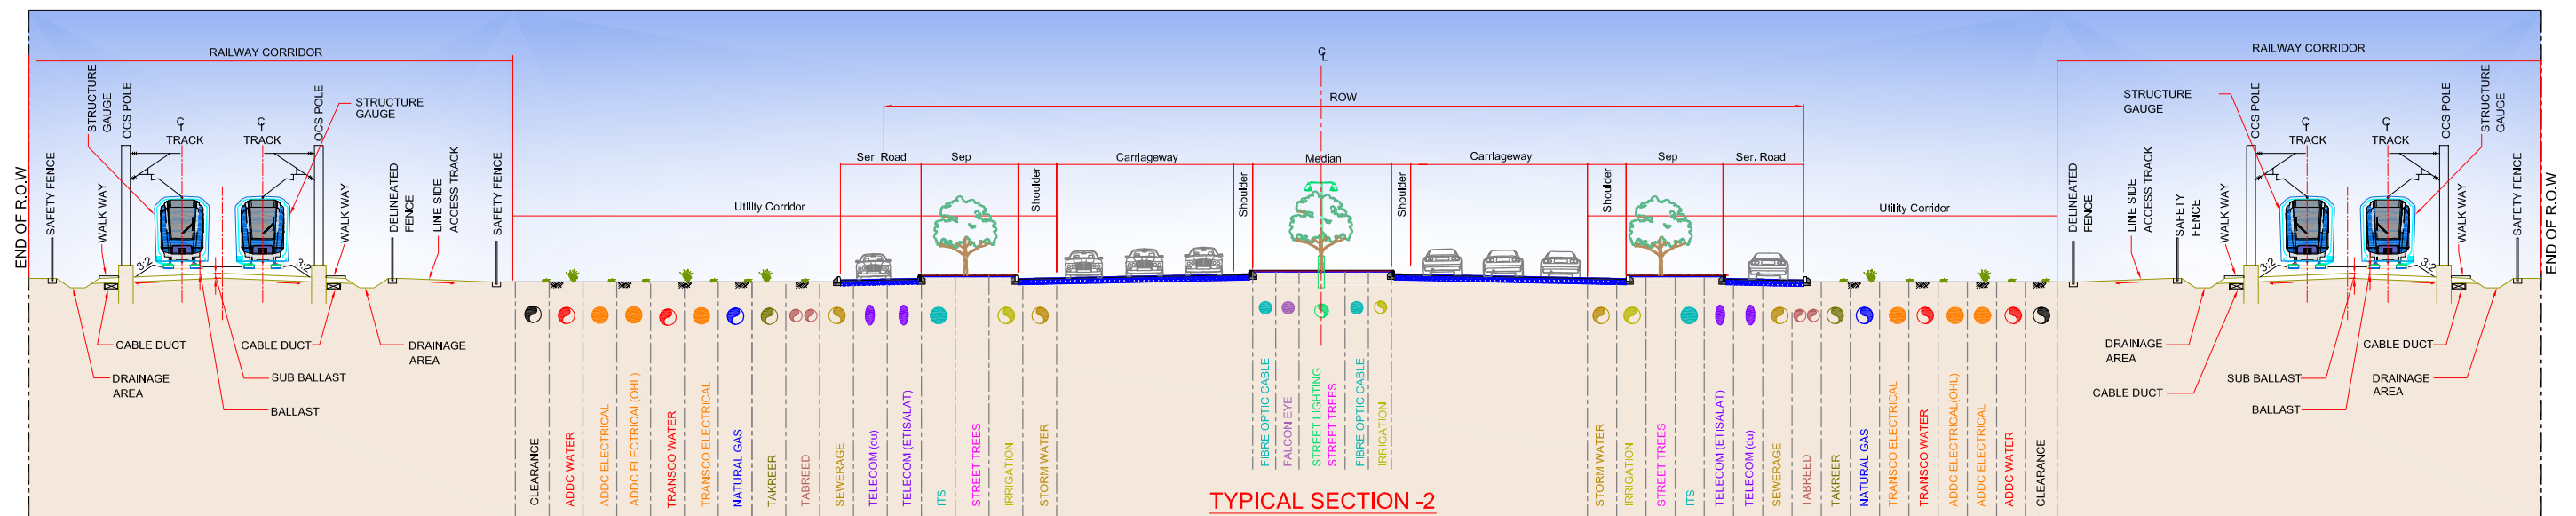 RAILWAY CORRIDOR
RAILWAY CORRIDOR
℄
ROW
END OF R.O.W
SAFETY FENCE
STRUCTURE
GAUGE
WALK WAY
OCS POLE
℄
TRACK
℄
TRACK
OCS POLE
STRUCTURE
GAUGE
WALK WAY
DELINEATED
FENCE
LINE SIDE
ACCESS TRACK
SAFETY FENCE
3:2
3:2
CABLE DUCT
CABLE DUCT
DRAINAGE
AREA
DRAINAGE
AREA
SUB BALLAST
BALLAST
Utility Corridor
Ser. Road
Sep
Shoulder
Carriageway
Shoulder
Median
Shoulder
Carriageway
Shoulder
Sep
Ser. Road
Utility Corridor
DELINEATED
FENCE
LINE SIDE
ACCESS TRACK
SAFETY
FENCE
WALK WAY
STRUCTURE
GAUGE
OCS POLE
℄
TRACK
℄
TRACK
OCS POLE
STRUCTURE
GAUGE
WALK WAY
SAFETY FENCE
END OF R.O.W
3:2
3:2
DRAINAGE
AREA
CABLE DUCT
SUB BALLAST
BALLAST
CABLE DUCT
DRAINAGE
AREA
CLEARANCE
ADDC WATER
ADDC ELECTRICAL
ADDC ELECTRICAL(OHL)
TRANSCO WATER
TRANSCO ELECTRICAL
NATURAL GAS
TAKREER
TABREED
SEWERAGE
TELECOM (du)
TELECOM (ETISALAT)
ITS
STREET TREES
IRRIGATION
STORM WATER
FIBRE OPTIC CABLE
FALCON EYE
STREET LIGHTING
STREET TREES
FIBRE OPTIC CABLE
IRRIGATION
STORM WATER
IRRIGATION
STREET TREES
ITS
TELECOM (ETISALAT)
TELECOM (du)
SEWERAGE
TABREED
TAKREER
NATURAL GAS
TRANSCO ELECTRICAL
TRANSCO WATER
ADDC ELECTRICAL(OHL)
ADDC ELECTRICAL
ADDC WATER
CLEARANCE
TYPICAL SECTION -2